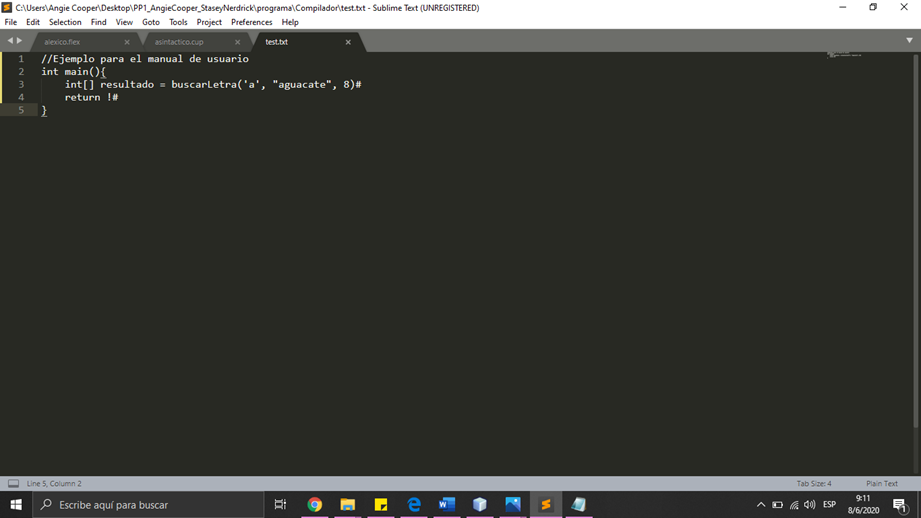 C:\Users\Angie Cooper\Desktop\PP1_AngieCooper_StaseyNerdrick\programa\Compilador\test.txt - Sublime Text (UNREGISTERED)
File Edit Selection Find View Goto Tools Project Preferences Help
alexico.flex asintactico.cup test.txt
1 //Ejemplo para el manual de usuario
2 int main(){
3 int[] resultado = buscarLetra('a', "aguacate", 8)#
4 return !#
5 }
Line 5, Column 2 Tab Size: 4 Plain Text
Escribe aquí para buscar ESP 9:11
8/6/2020 1